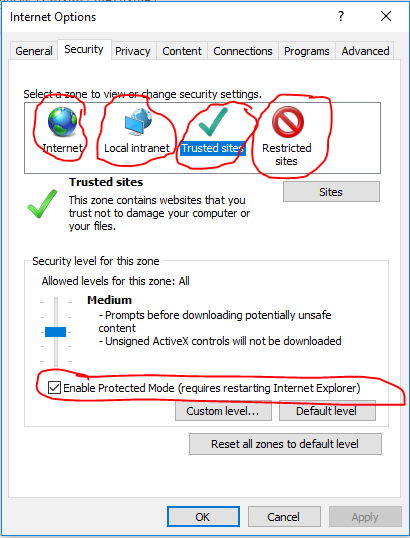 Internet Options
General
Security
Privacy
Content
Connections
Programs
Advanced
Select a zone to view or change security settings.
Internet
Local intranet
Trusted sites
Restricted
sites
Trusted sites
This zone contains websites that you
trust not to damage your computer or
your files.
Sites
Security level for this zone
Allowed levels for this zone: All
Medium
- Prompts before downloading potentially unsafe
content
- Unsigned ActiveX controls will not be downloaded
Enable Protected Mode (requires restarting Internet Explorer)
Custom level...
Default level
Reset all zones to default level
OK
Cancel
Apply